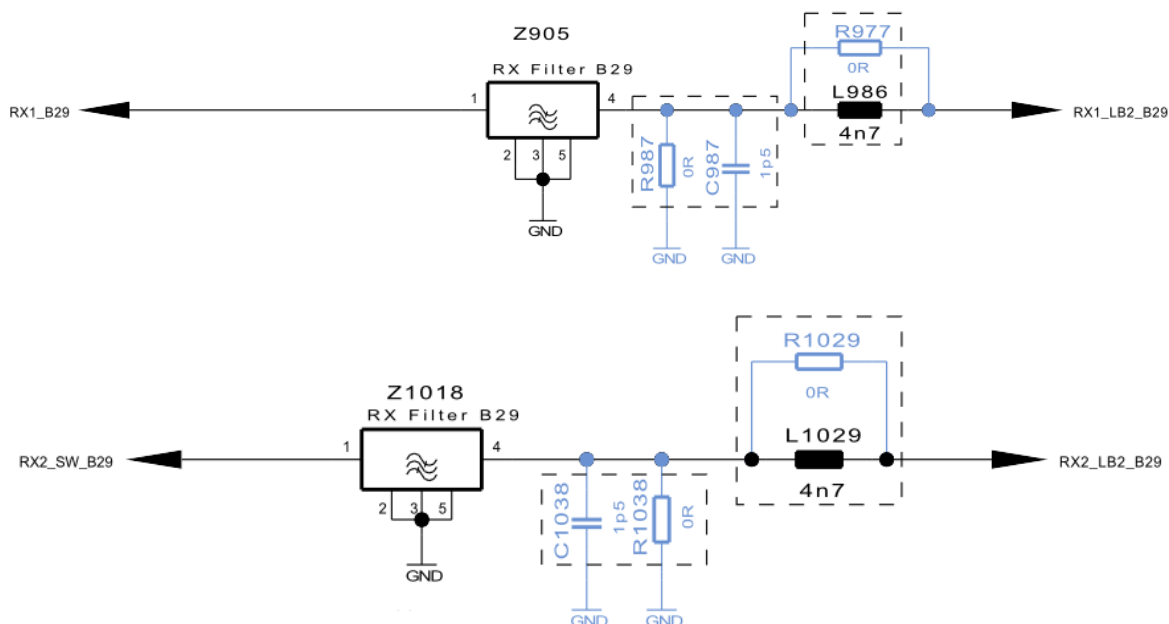 Z905
RX Filter B29
R977
0R
L986
4n7
RX1_B29
1
4
RX1_LB2_B29
2
3
5
R987
0R
C987
1p5
GND
GND
GND
R1029
0R
Z1018
RX Filter B29
L1029
4n7
RX2_SW_B29
1
4
RX2_LB2_B29
2
3
5
C1038
1p5
R1038
0R
GND
GND
GND